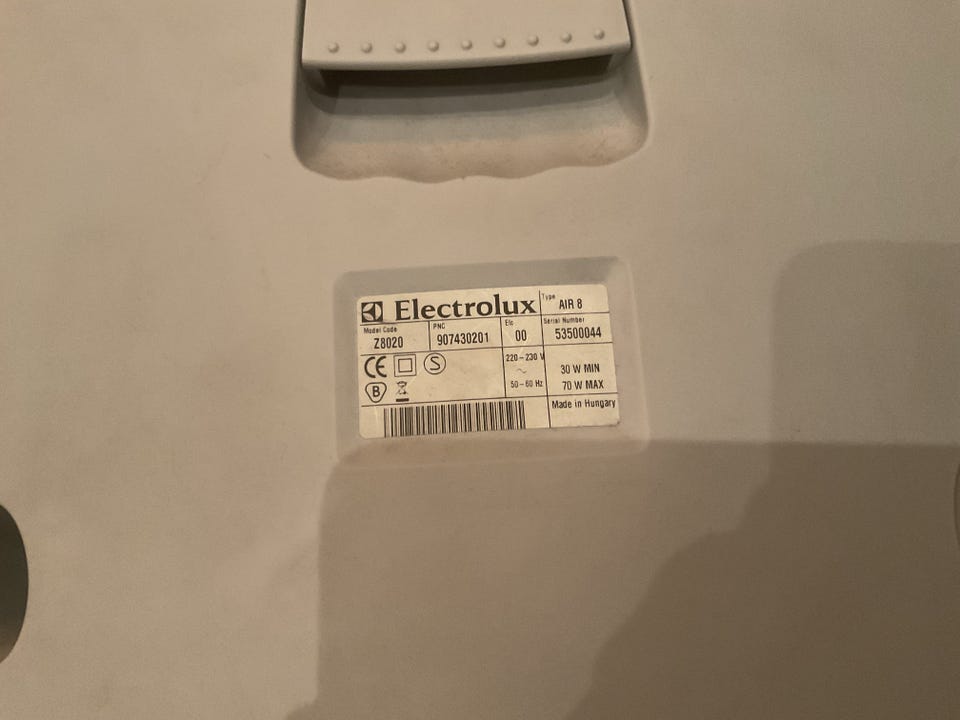 Electrolux
Type
AIR 8
Model Code
Z8020
PNC
907430201
Elc
00
Serial Number
53500044
CE
S
B
220-230 V
~
50-60 Hz
30 W MIN
70 W MAX
Made in Hungary